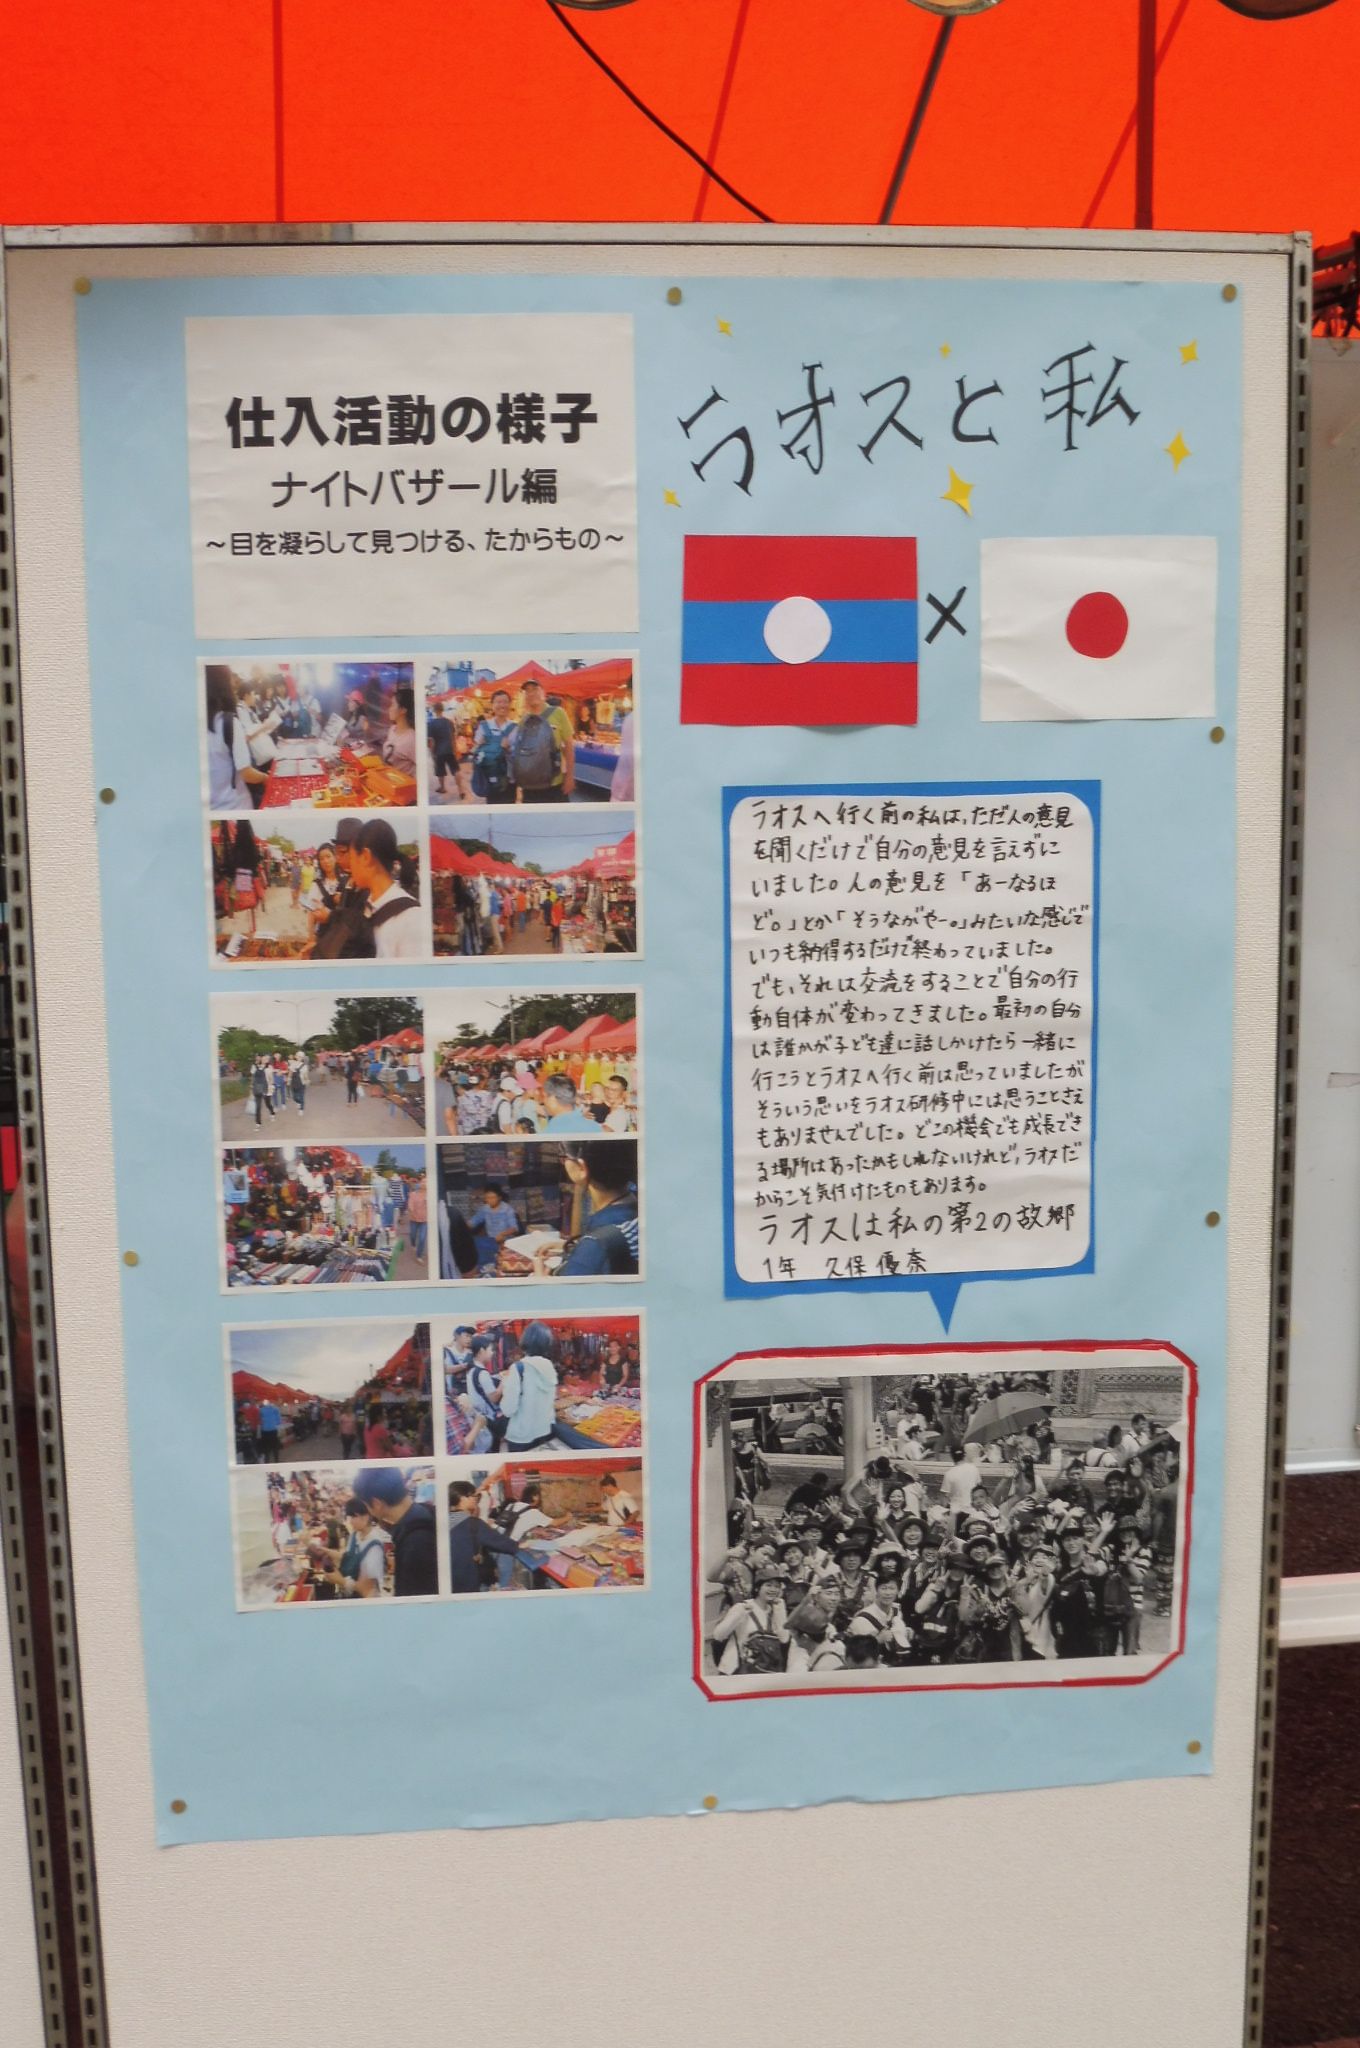 仕入活動の様子
ナイトバザール編
～目を凝らして見つける、たからもの～
ラオスと私
×
ラオスへ行く前の私は、ただ人の意見
を聞くだけで自分の意見を言えずに
いました。人の意見を「あーなるほ
ど。」とか「そうながやー。」みたいな感じで
いつも納得するだけで終わっていました。
でも、それは交流をすることで自分の行
動自体が変わってきました。最初の自分
は誰かが子ども達に話しかけたら一緒に
行こうとラオスへ行く前は思っていましたが
そういう思いをラオス研修中には思うことさえ
もありませんでした。どこの機会でも成長でき
る場所はあったかもしれないけれど、ラオスだ
からこそ気付けたものもあります。
ラオスは私の第2の故郷
1年 久保 優奈